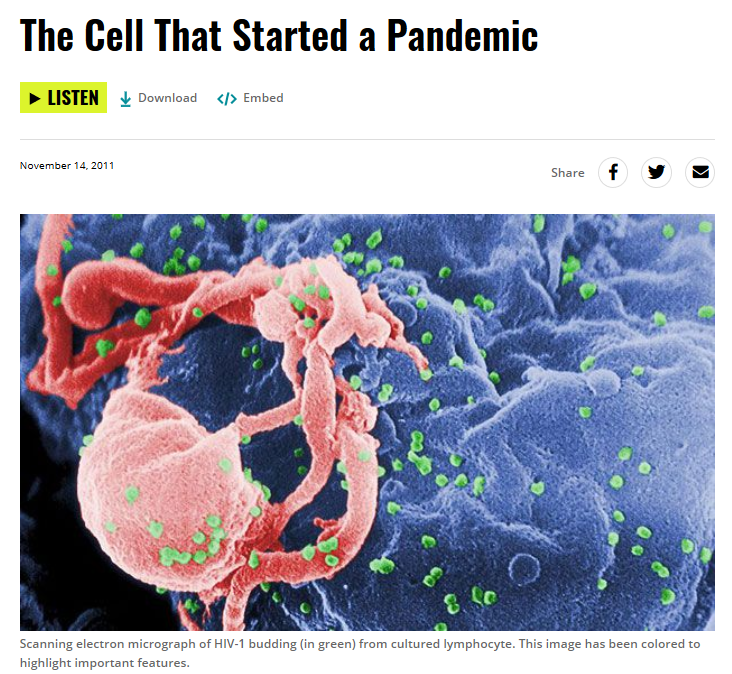 The Cell That Started a Pandemic
LISTEN Download Embed
November 14, 2011
Share
Scanning electron micrograph of HIV-1 budding (in green) from cultured lymphocyte. This image has been colored to
highlight important features.